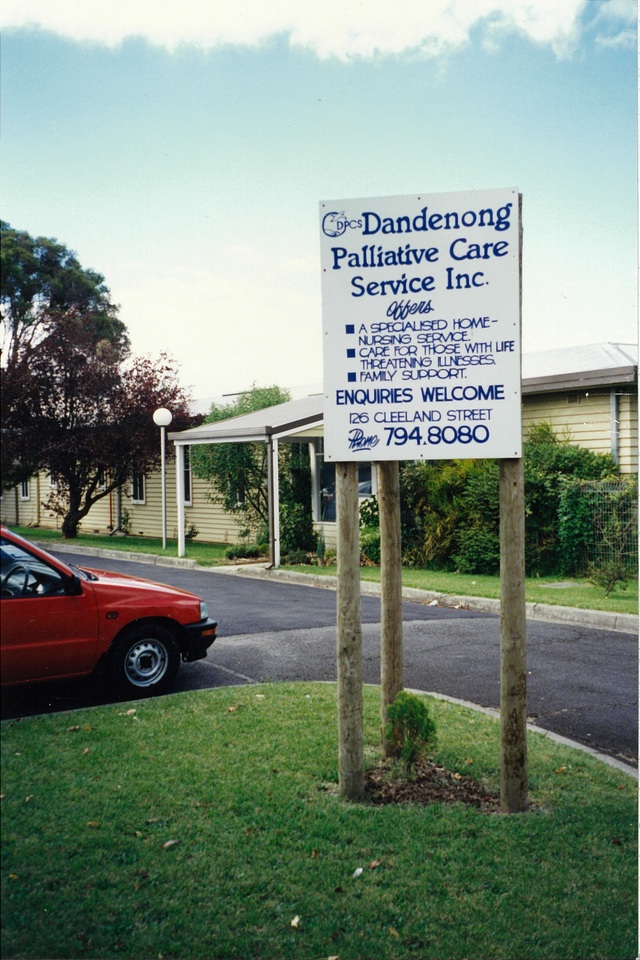 DPCS Dandenong
Palliative Care
Service Inc.
offers
A SPECIALISED HOME-
NURSING SERVICE.
CARE FOR THOSE WITH LIFE
THREATENING ILLNESSES.
FAMILY SUPPORT.
ENQUIRIES WELCOME
126 CLEELAND STREET
Phone 794.8080